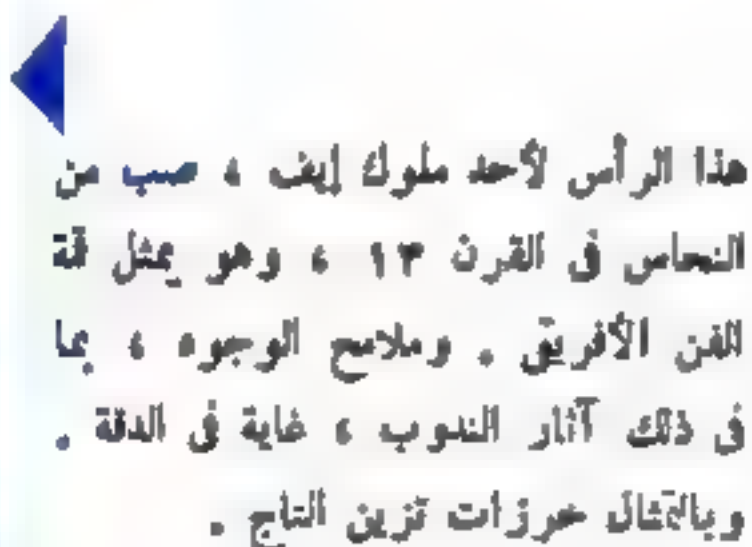 هذا الرأس لأحد ملوك إيف ، صب من
النحاس فى القرن ١٣ ، وهو يمثل قمة
الفن الأفريقى . وملامح الوجوه ، بما
فى ذلك آثار الندوب ، غاية فى الدقة .
وبالتمثال خرزات تزين التاج .